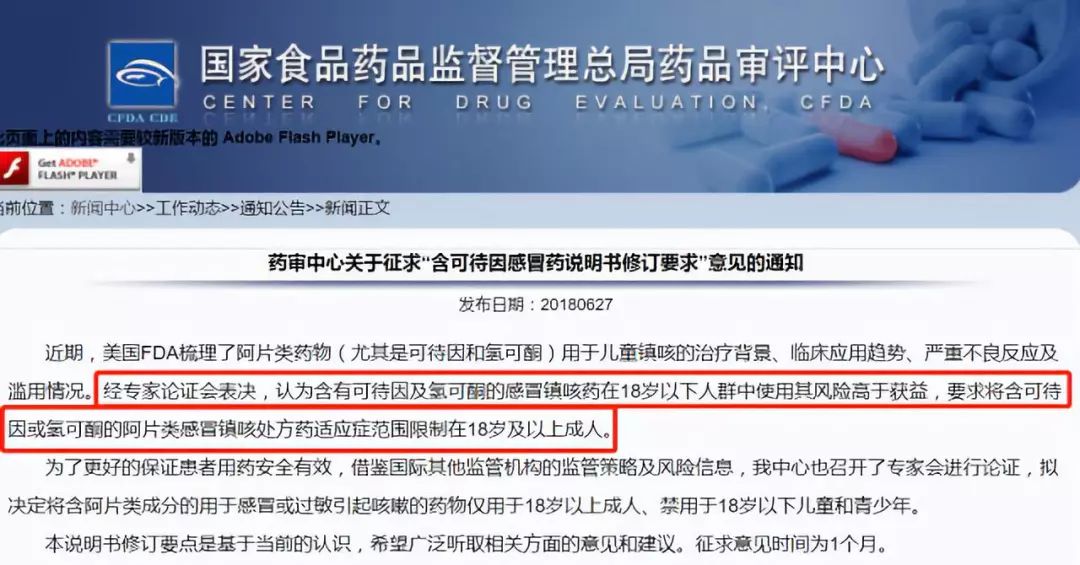 国家食品药品监督管理总局药品审评中心
CENTER FOR DRUG EVALUATION, CFDA
CFDA CDE
页面上的内容需要较新版本的 Adobe Flash Player。
Get ADOBE®
FLASH® PLAYER
前位置：新闻中心>>工作动态>>通知公告>>新闻正文
药审中心关于征求“含可待因感冒药说明书修订要求”意见的通知
发布日期：20180627
近期，美国FDA梳理了阿片类药物（尤其是可待因和氢可酮）用于儿童镇咳的治疗背景、临床应用趋势、严重不良反应及
滥用情况。经专家论证会表决，认为含有可待因及氢可酮的感冒镇咳药在18岁以下人群中使用其风险高于获益，要求将含可待
因或氢可酮的阿片类感冒镇咳处方药适应症范围限制在18岁及以上成人。
为了更好的保证患者用药安全有效，借鉴国际其他监管机构的监管策略及风险信息，我中心也召开了专家会进行论证，拟
决定将含阿片类成分的用于感冒或过敏引起咳嗽的药物仅用于18岁以上成人、禁用于18岁以下儿童和青少年。
本说明书修订要点是基于当前的认识，希望广泛听取相关方面的意见和建议。征求意见时间为1个月。